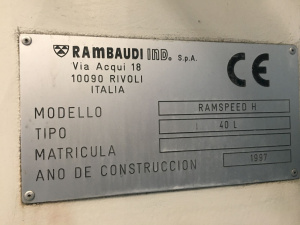 RAMBAUDI IND. S.p.A.
Via Acqui 18
10090 RIVOLI
ITALIA
CE
MODELLO RAMSPEED H
TIPO 40 L
MATRICULA
ANO DE CONSTRUCCION 1997